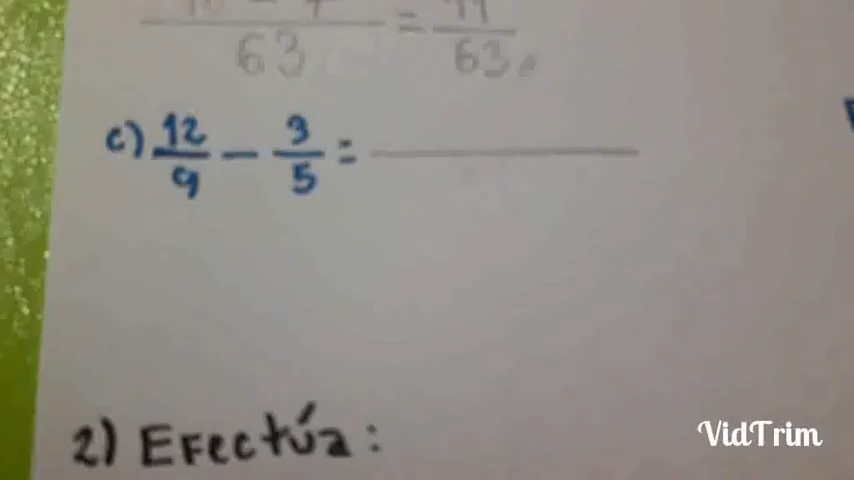 63 = 63
c) 12/9 - 3/5 =
2) Efectúa:
VidTrim